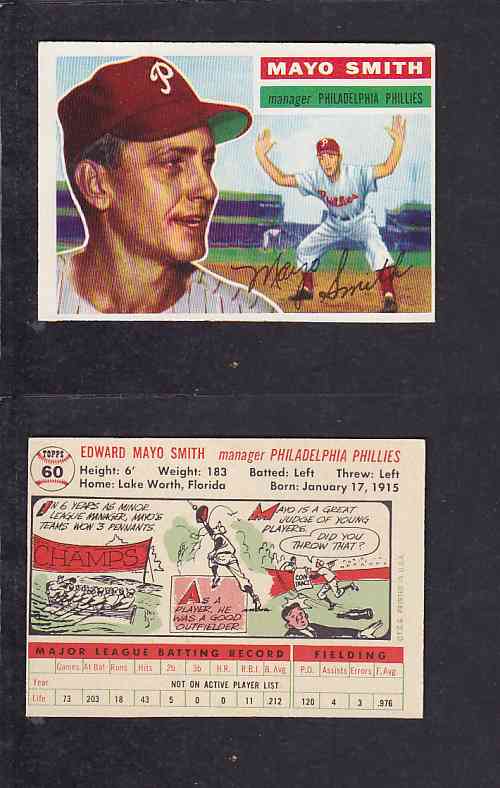 P
MAYO SMITH
manager PHILADELPHIA PHILLIES
Phillies
Mayo Smith
TOPPS
60
EDWARD MAYO SMITH manager PHILADELPHIA PHILLIES
Height: 6' Weight: 183 Batted: Left Threw: Left
Home: Lake Worth, Florida Born: January 17, 1915
IN 6 YEARS AS MINOR
LEAGUE MANAGER, MAYO'S
TEAMS WON 3 PENNANTS.
CHAMPS
AS A
PLAYER, HE
WAS A GOOD
OUTFIELDER.
MAYO IS A GREAT
JUDGE OF YOUNG
PLAYERS.
DID YOU
THROW THAT?
CON
TRACT
©T.C.G. PRINTED IN U.S.A.
MAJOR LEAGUE BATTING RECORD FIELDING
Games At Bat Runs Hits 2b 3b H.R. R.B.I. B. Avg P.O. Assists Errors F. Avg
Year NOT ON ACTIVE PLAYER LIST
Life 73 203 18 43 5 0 0 11 .212 120 4 3 .976